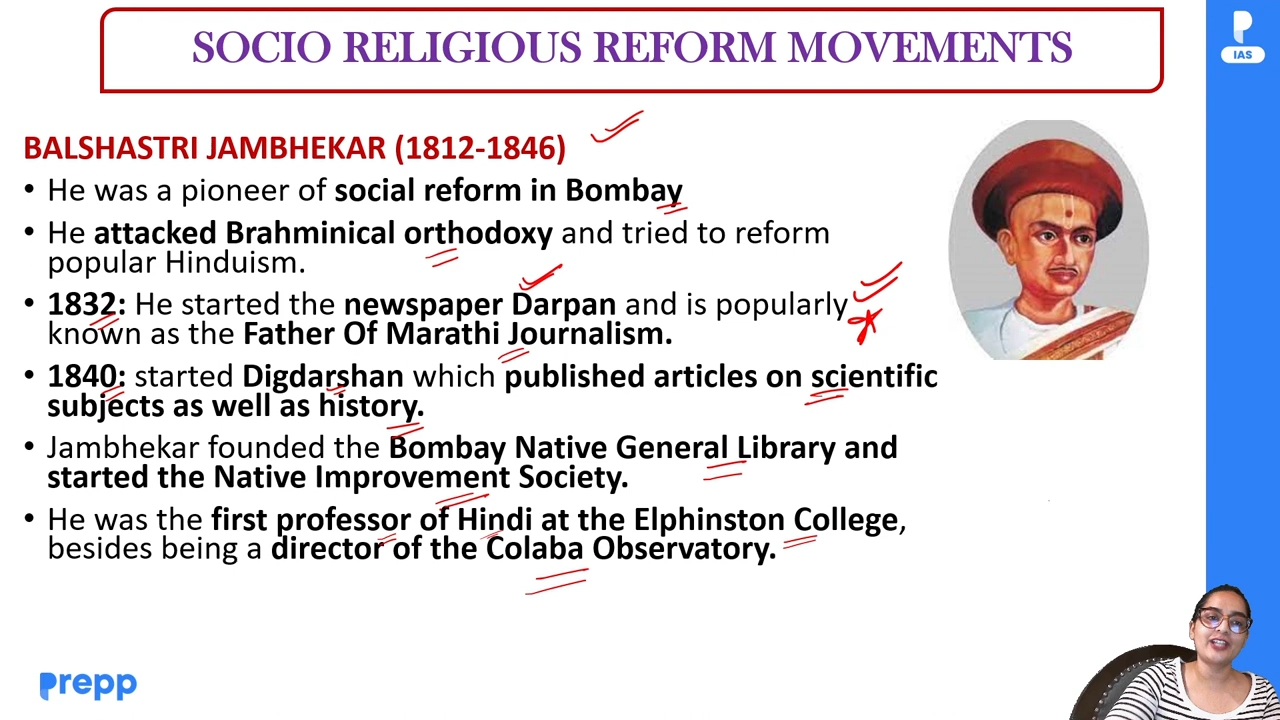 SOCIO RELIGIOUS REFORM MOVEMENTS
IAS
BALSHASTRI JAMBHEKAR (1812-1846)
• He was a pioneer of social reform in Bombay
• He attacked Brahminical orthodoxy and tried to reform
popular Hinduism.
• 1832: He started the newspaper Darpan and is popularly
known as the Father Of Marathi Journalism.
• 1840: started Digdarshan which published articles on scientific
subjects as well as history.
• Jambhekar founded the Bombay Native General Library and
started the Native Improvement Society.
• He was the first professor of Hindi at the Elphinston College,
besides being a director of the Colaba Observatory.
prepp